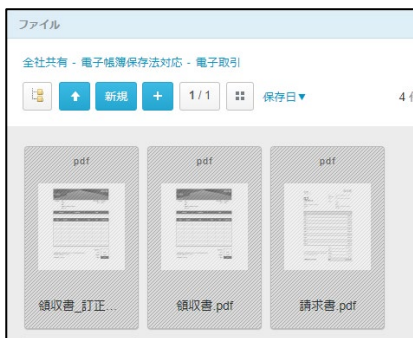 ファイル
全社共有 - 電子帳簿保存法対応 - 電子取引
新規 + 1 / 1 保存日▼ 4
pdf pdf pdf
領収書_訂正... 領収書.pdf 請求書.pdf